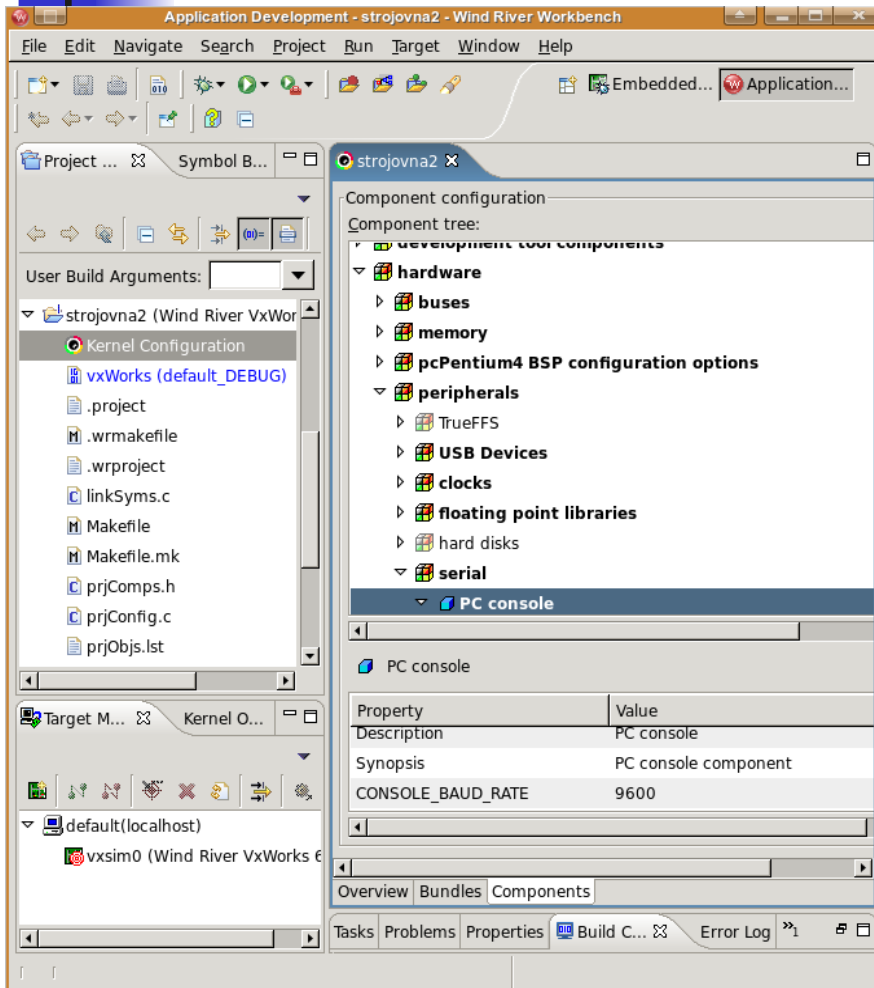 Application Development - strojovna2 - Wind River Workbench
File Edit Navigate Search Project Run Target Window Help
Embedded... Application...
Project ... Symbol B...
User Build Arguments:
strojovna2 (Wind River VxWor
Kernel Configuration
vxWorks (default_DEBUG)
.project
.wrmakefile
.wrproject
linkSyms.c
Makefile
Makefile.mk
prjComps.h
prjConfig.c
prjObjs.lst
Target M... Kernel O...
default(localhost)
vxsim0 (Wind River VxWorks 6
strojovna2
Component configuration
Component tree:
development tool components
hardware
buses
memory
pcPentium4 BSP configuration options
peripherals
TrueFFS
USB Devices
clocks
floating point libraries
hard disks
serial
PC console
PC console
Property Value
Description PC console
Synopsis PC console component
CONSOLE_BAUD_RATE 9600
Overview Bundles Components
Tasks Problems Properties Build C... Error Log »1